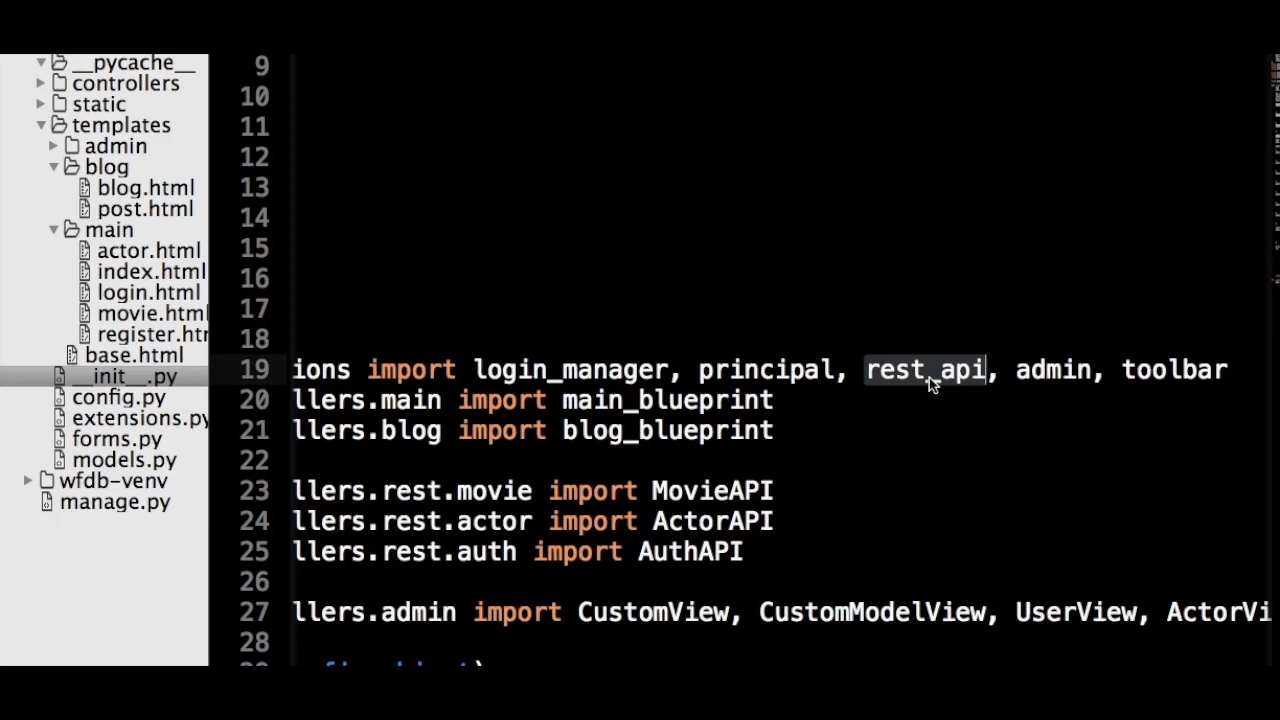 __pycache__
controllers
static
templates
admin
blog
blog.html
post.html
main
actor.html
index.html
login.html
movie.html
register.htm
base.html
__init__.py
config.py
extensions.py
forms.py
models.py
wfdb-venv
manage.py
9
10
11
12
13
14
15
16
17
18
19 ions import login_manager, principal, rest_api, admin, toolbar
20 llers.main import main_blueprint
21 llers.blog import blog_blueprint
22
23 llers.rest.movie import MovieAPI
24 llers.rest.actor import ActorAPI
25 llers.rest.auth import AuthAPI
26
27 llers.admin import CustomView, CustomModelView, UserView, ActorVi
28